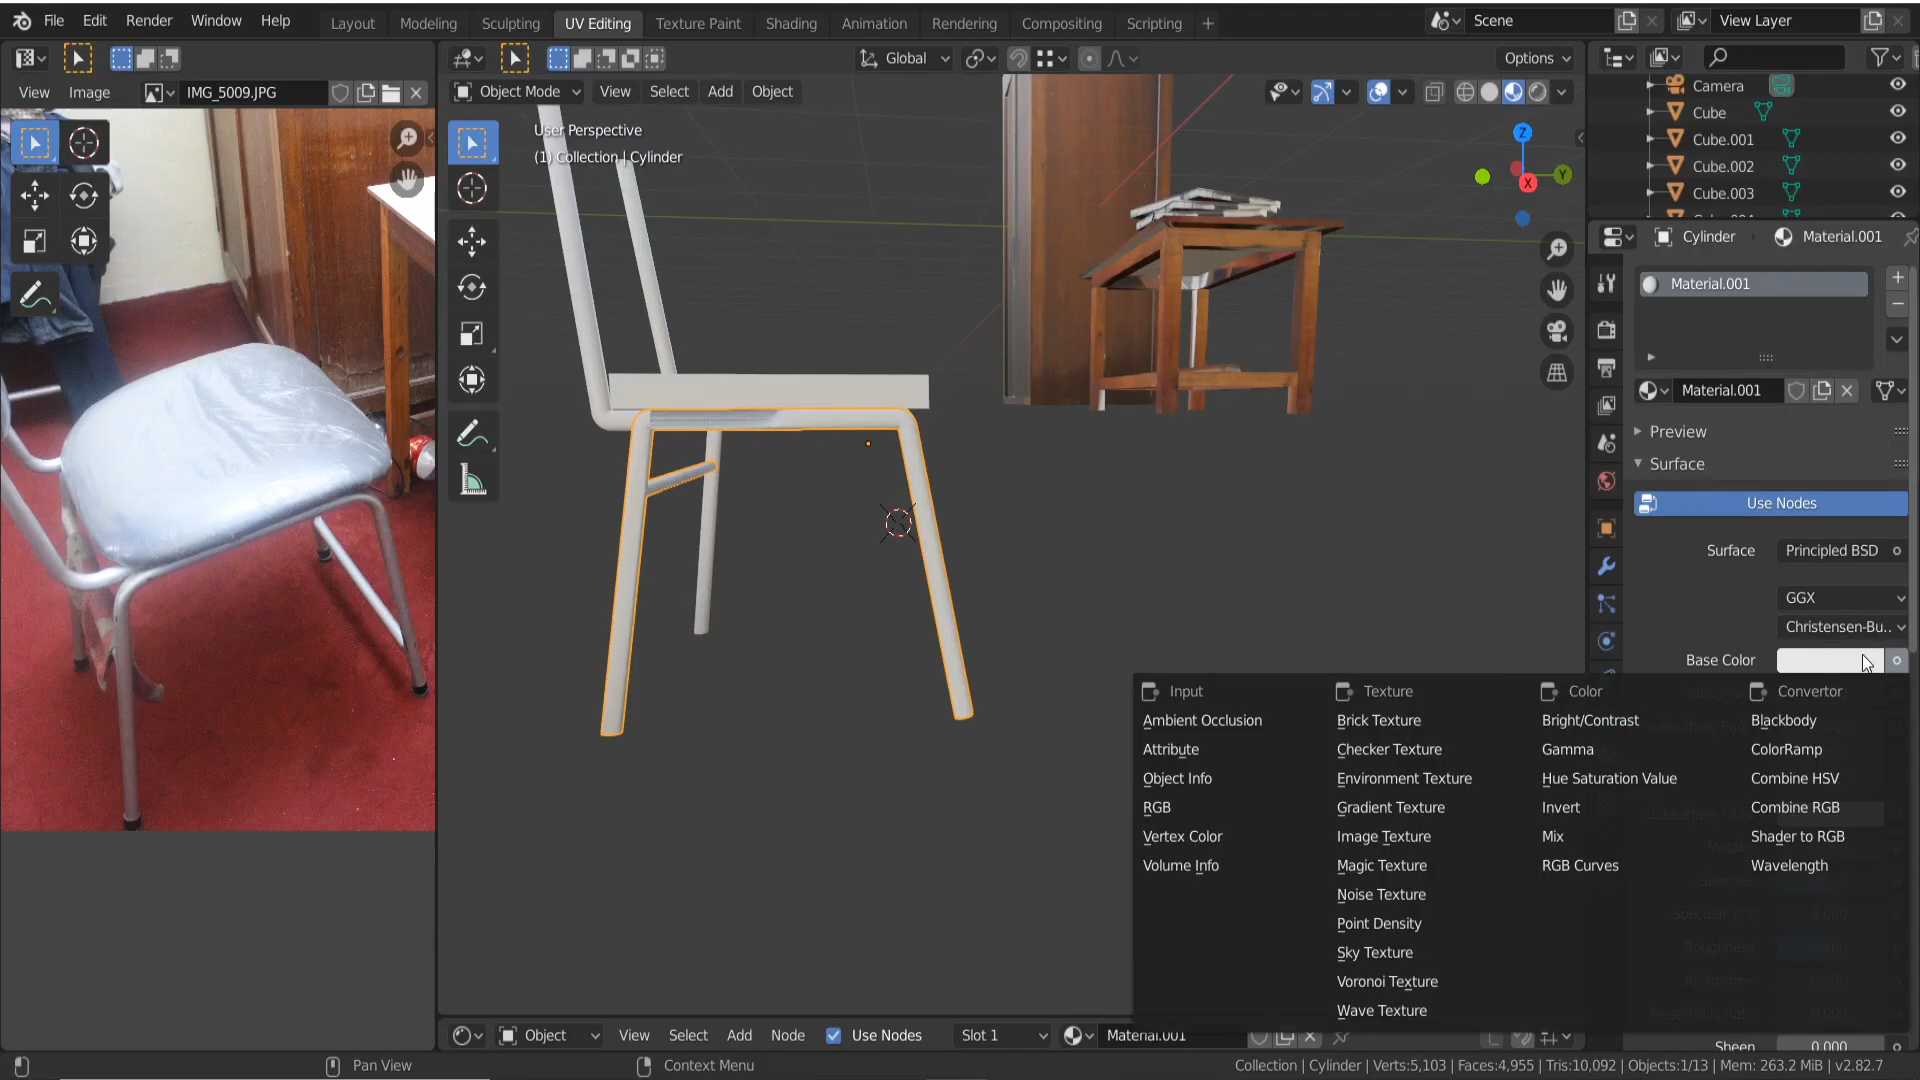 File Edit Render Window Help
Layout Modeling Sculpting UV Editing Texture Paint Shading Animation Rendering Compositing Scripting +
Scene
View Layer
Global
Options
View Image IMG_5009.JPG
Object Mode View Select Add Object
User Perspective
(1) Collection | Cylinder
Z
Y
X
Camera
Cube
Cube.001
Cube.002
Cube.003
Cylinder Material.001
Material.001
Material.001
Preview
Surface
Use Nodes
Surface Principled BSD
GGX
Christensen-Bu..
Base Color
Input Texture Color Convertor
Ambient Occlusion Brick Texture Bright/Contrast Blackbody
Attribute Checker Texture Gamma ColorRamp
Object Info Environment Texture Hue Saturation Value Combine HSV
RGB Gradient Texture Invert Combine RGB
Vertex Color Image Texture Mix Shader to RGB
Volume Info Magic Texture RGB Curves Wavelength
Noise Texture
Point Density
Sky Texture
Voronoi Texture
Wave Texture
Object View Select Add Node Use Nodes Slot 1 Material.001
Sheen 0.000
Pan View Context Menu
Collection | Cylinder | Verts:5,103 | Faces:4,955 | Tris:10,092 | Objects:1/13 | Mem: 263.2 MiB | v2.82.7